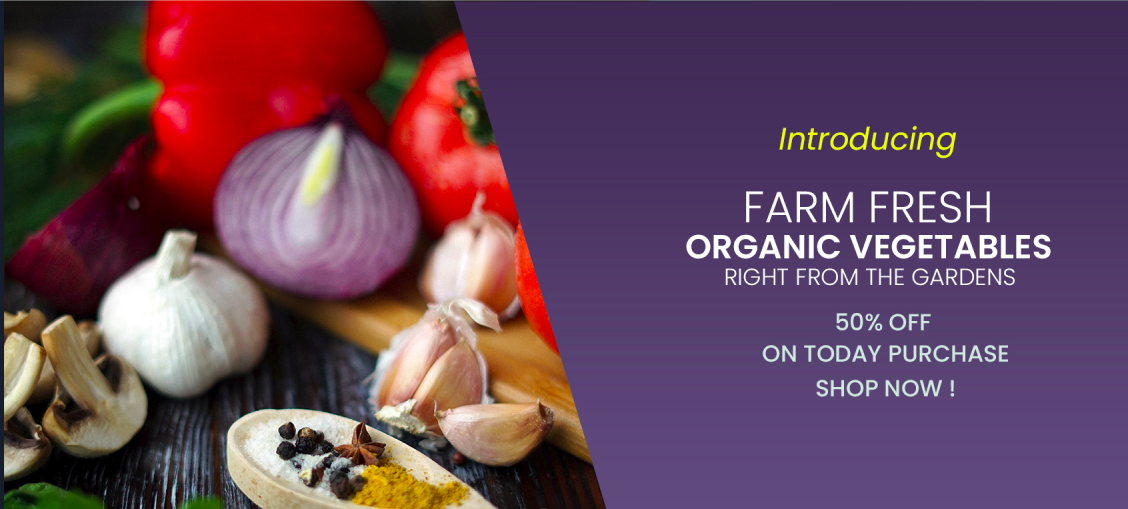 Introducing
FARM FRESH
ORGANIC VEGETABLES
RIGHT FROM THE GARDENS
50% OFF
ON TODAY PURCHASE
SHOP NOW !